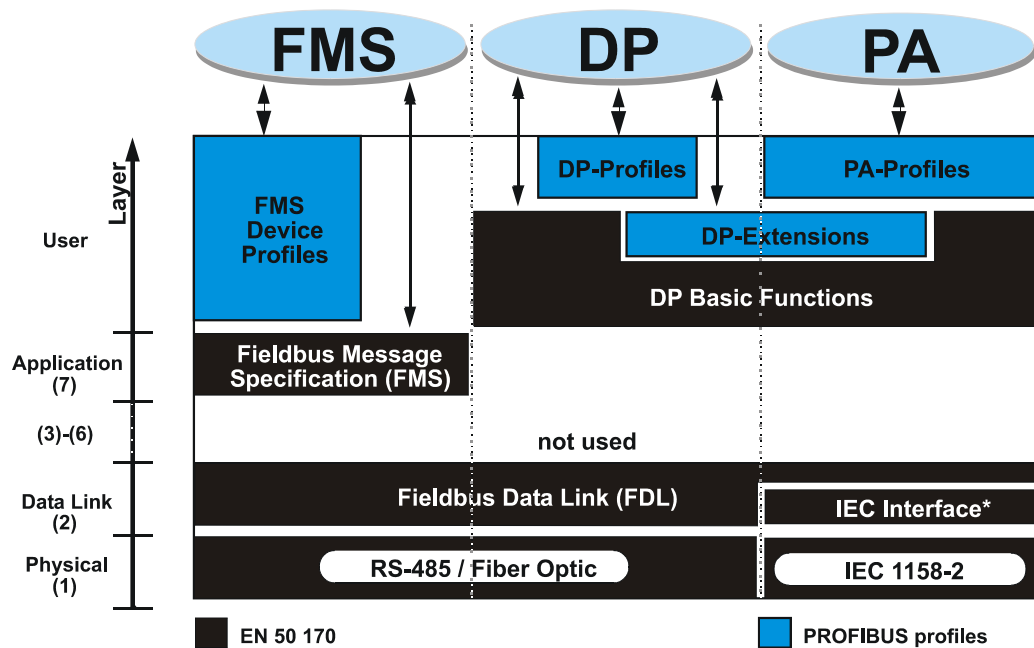 FMS
DP
PA
Layer
DP-Profiles
PA-Profiles
FMS
Device
Profiles
User
DP-Extensions
DP Basic Functions
Application
(7)
Fieldbus Message
Specification (FMS)
(3)-(6)
not used
Data Link
(2)
Fieldbus Data Link (FDL)
IEC Interface*
Physical
(1)
RS-485 / Fiber Optic
IEC 1158-2
EN 50 170
PROFIBUS profiles